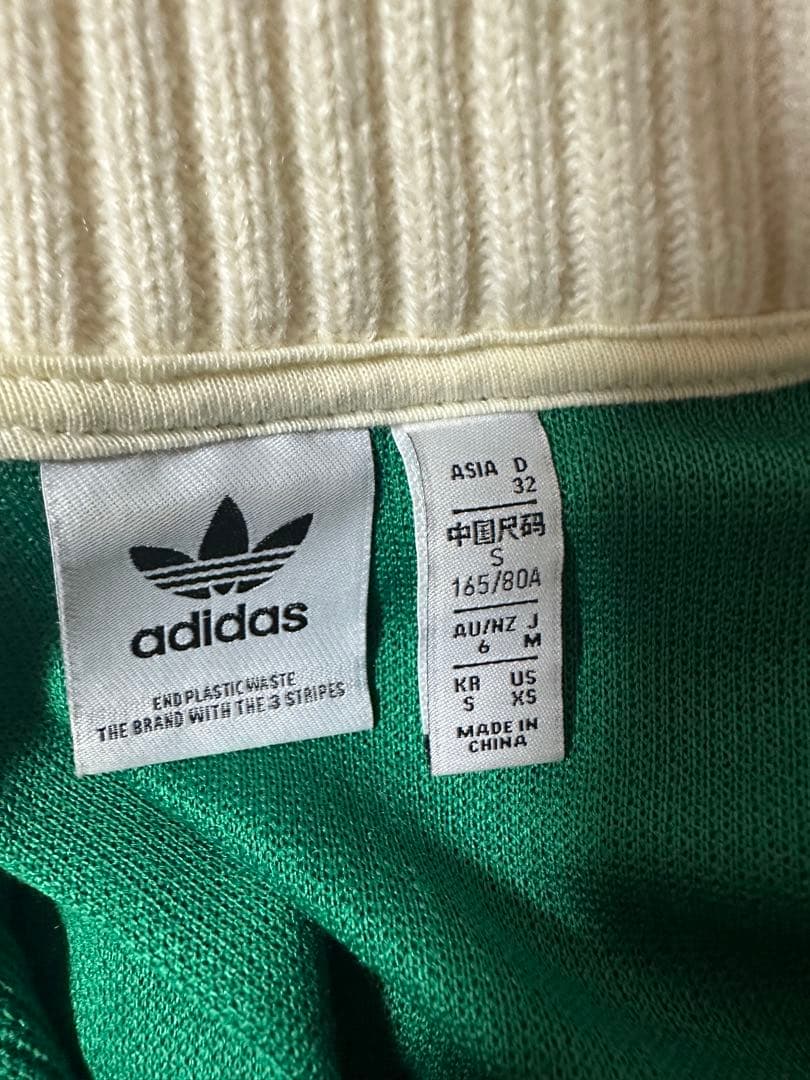 adidas
END PLASTIC WASTE
THE BRAND WITH THE 3 STRIPES
ASIA D
32
中国尺码
S
165/80A
AU/NZ J
6 M
KR US
S XS
MADE IN
CHINA